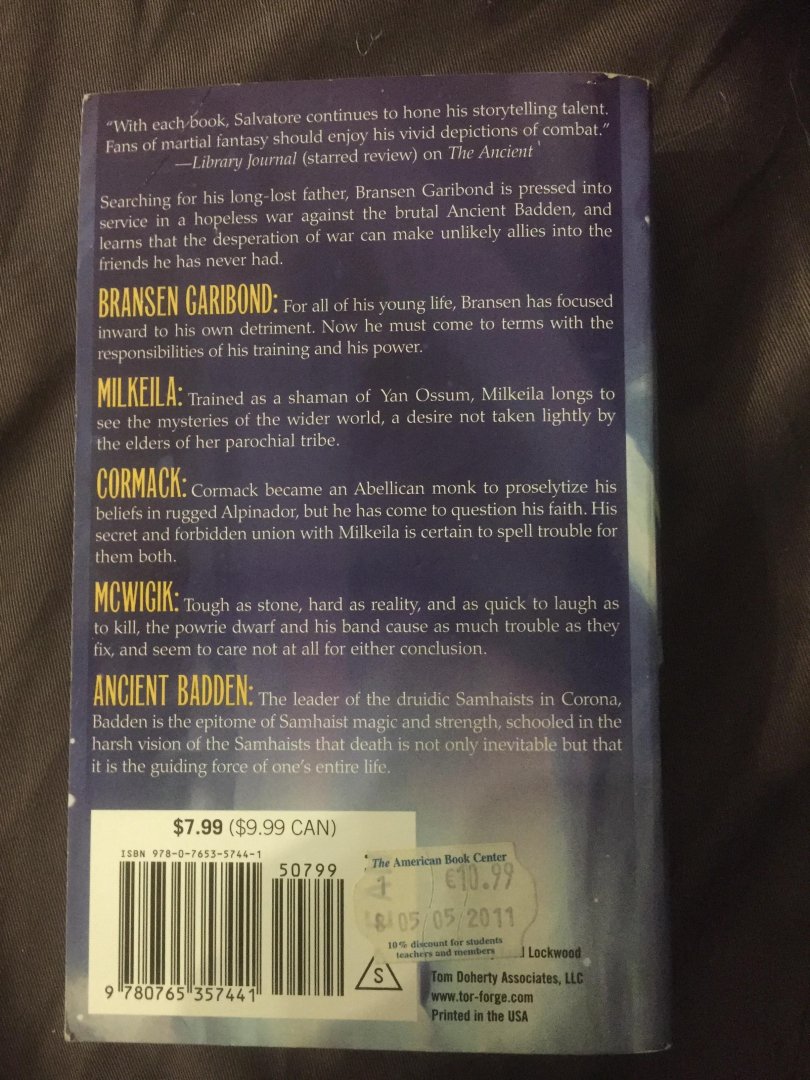 "With each book, Salvatore continues to hone his storytelling talent.
Fans of martial fantasy should enjoy his vivid depictions of combat."
—Library Journal (starred review) on The Ancient
Searching for his long-lost father, Bransen Garibond is pressed into
service in a hopeless war against the brutal Ancient Badden, and
learns that the desperation of war can make unlikely allies into the
friends he has never had.
BRANSEN GARIBOND: For all of his young life, Bransen has focused
inward to his own detriment. Now he must come to terms with the
responsibilities of his training and his power.
MILKEILA: Trained as a shaman of Yan Ossum, Milkeila longs to
see the mysteries of the wider world, a desire not taken lightly by
the elders of her parochial tribe.
CORMACK: Cormack became an Abellican monk to proselytize his
beliefs in rugged Alpinador, but he has come to question his faith. His
secret and forbidden union with Milkeila is certain to spell trouble for
them both.
MCWIGIK: Tough as stone, hard as reality, and as quick to laugh as
to kill, the powrie dwarf and his band cause as much trouble as they
fix, and seem to care not at all for either conclusion.
ANCIENT BADDEN: The leader of the druidic Samhaists in Corona,
Badden is the epitome of Samhaist magic and strength, schooled in the
harsh vision of the Samhaists that death is not only inevitable but that
it is the guiding force of one's entire life.
$7.99 ($9.99 CAN)
ISBN 978-0-7653-5744-1
50799
9 780765 357441
S
The American Book Center
1 €10.99
05/05/2011
10% discount for students
teachers and members
Lockwood
Tom Doherty Associates, LLC
www.tor-forge.com
Printed in the USA